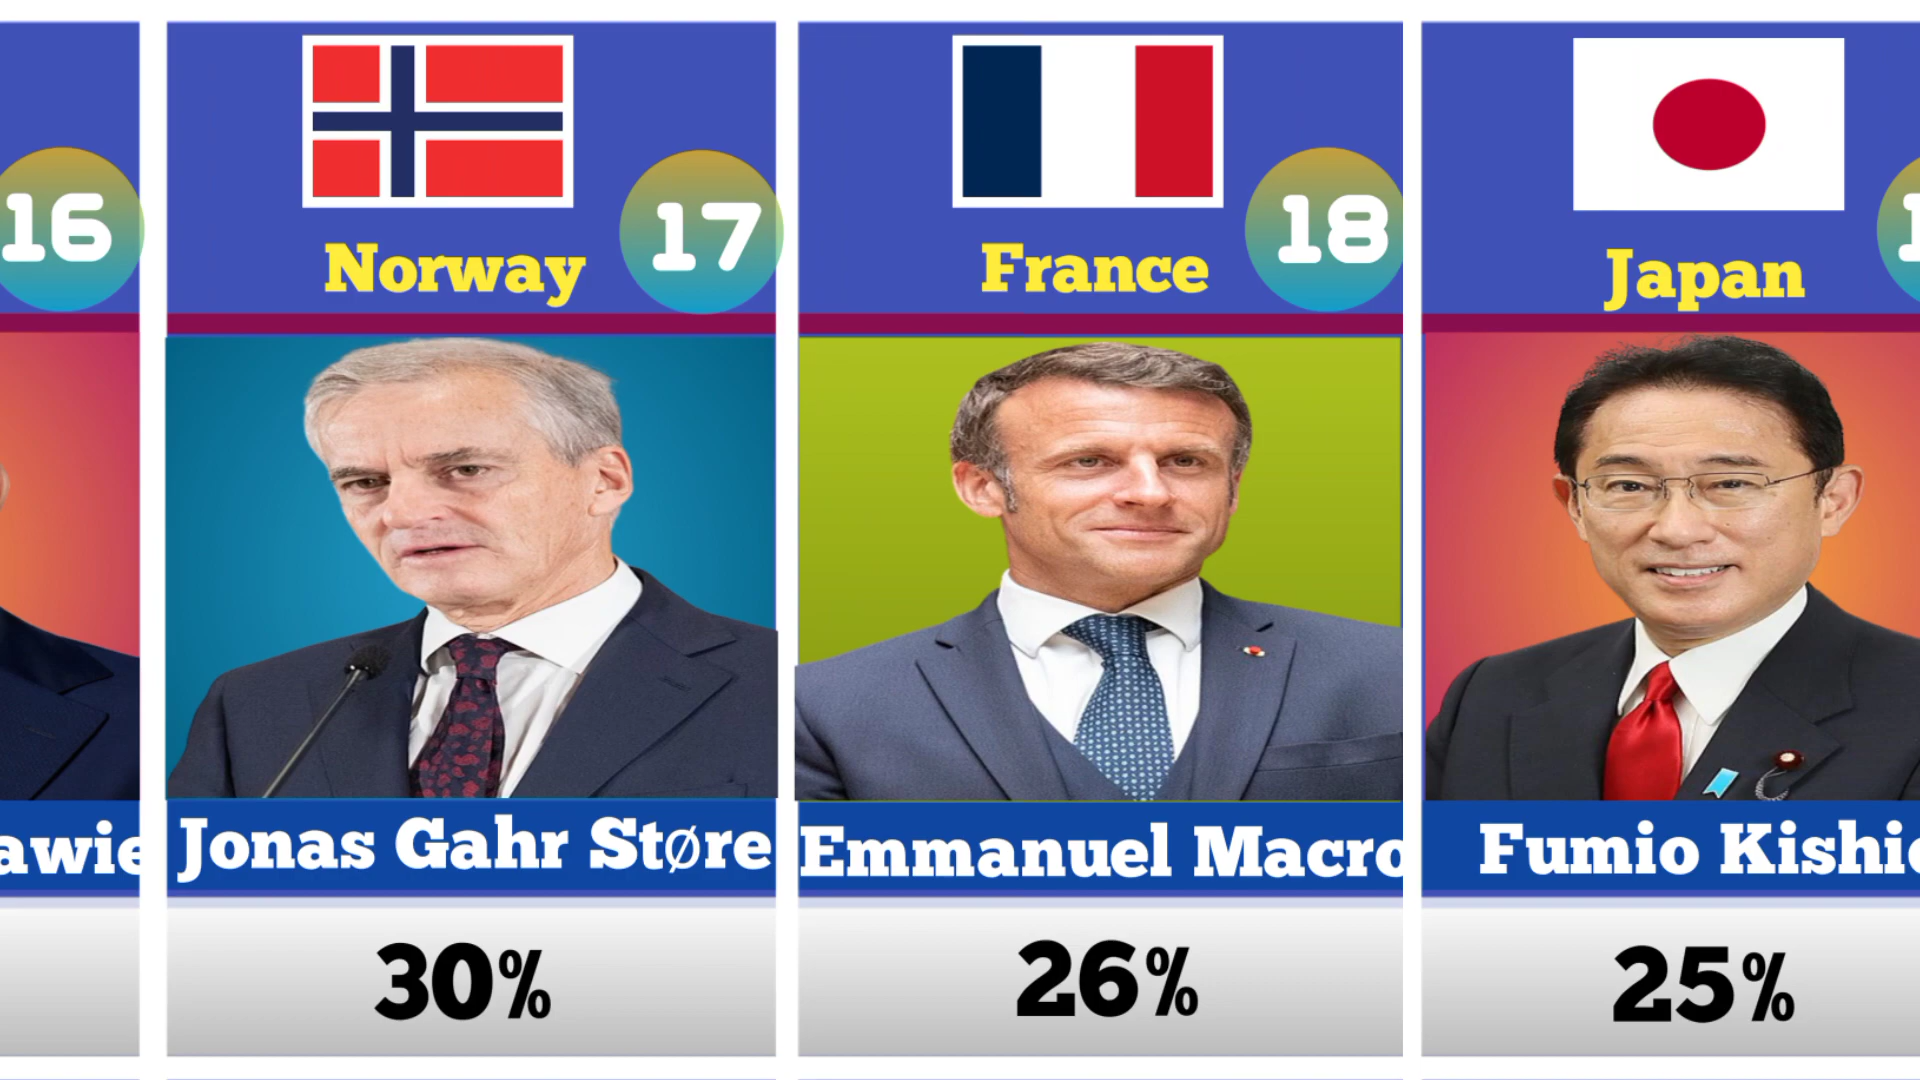 16
Norway
17
France
18
Japan
awie
Jonas Gahr Støre
Emmanuel Macro
Fumio Kishi
30%
26%
25%